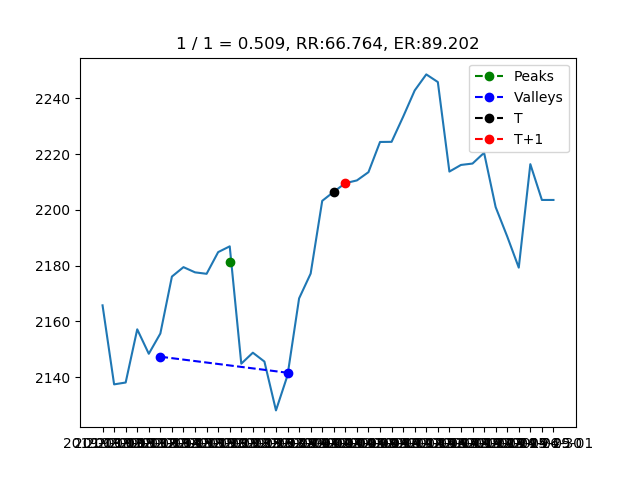 1 / 1 = 0.509, RR:66.764, ER:89.202
Peaks
Valleys
T
T+1
2240
2220
2200
2180
2160
2140